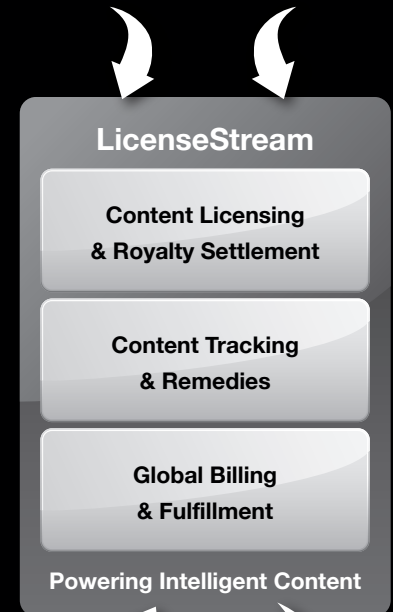 LicenseStream
Content Licensing
& Royalty Settlement
Content Tracking
& Remedies
Global Billing
& Fulfillment
Powering Intelligent Content